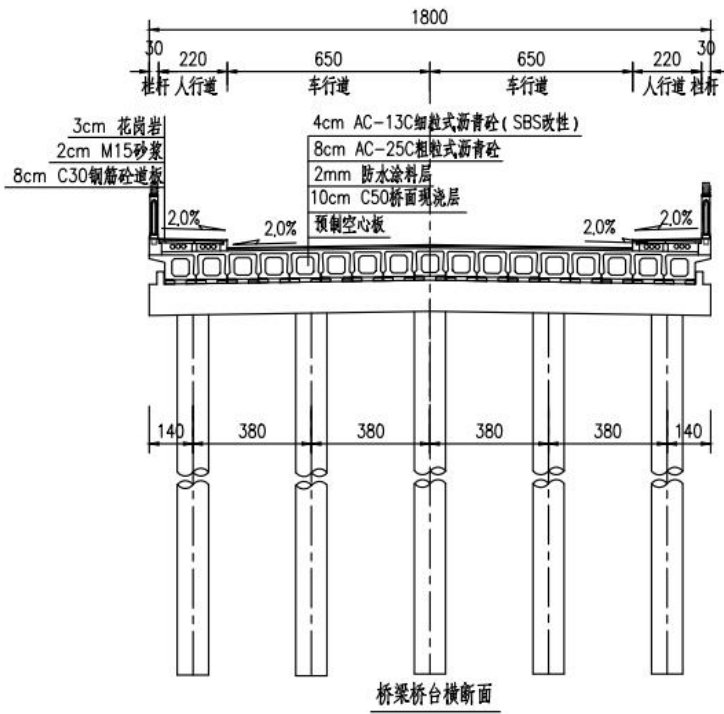 1800
30 220 650 650 220 30
栏杆 人行道 车行道 车行道 人行道 栏杆
3cm 花岗岩
2cm M15砂浆
8cm C30钢筋砼道板
4cm AC-13C细粒式沥青砼(SBS改性)
8cm AC-25C粗粒式沥青砼
2mm 防水涂料层
10cm C50桥面现浇层
预制空心板
2.0% 2.0% 2.0% 2.0%
140 380 380 380 380 140
桥梁桥台横断面